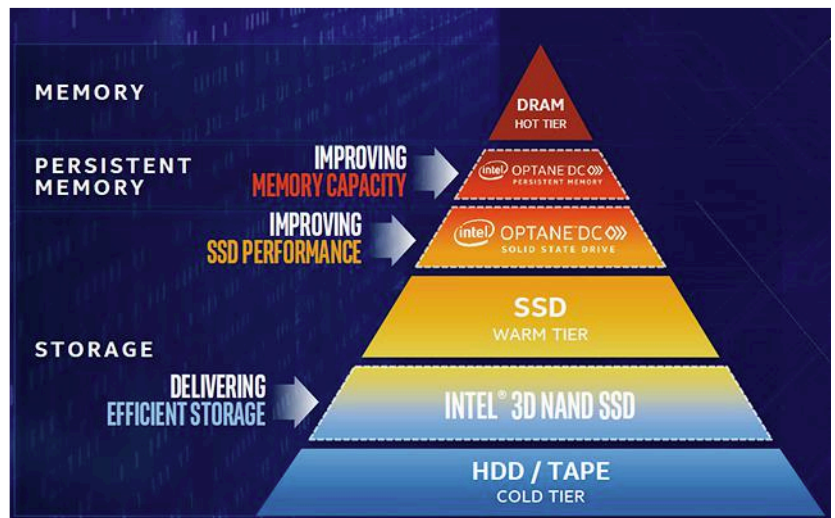 MEMORY
DRAM
HOT TIER
PERSISTENT
MEMORY
IMPROVING
MEMORY CAPACITY
intel OPTANE DC
PERSISTENT MEMORY
IMPROVING
SSD PERFORMANCE
intel OPTANE™ DC
SOLID STATE DRIVE
SSD
WARM TIER
STORAGE
DELIVERING
EFFICIENT STORAGE
INTEL® 3D NAND SSD
HDD / TAPE
COLD TIER